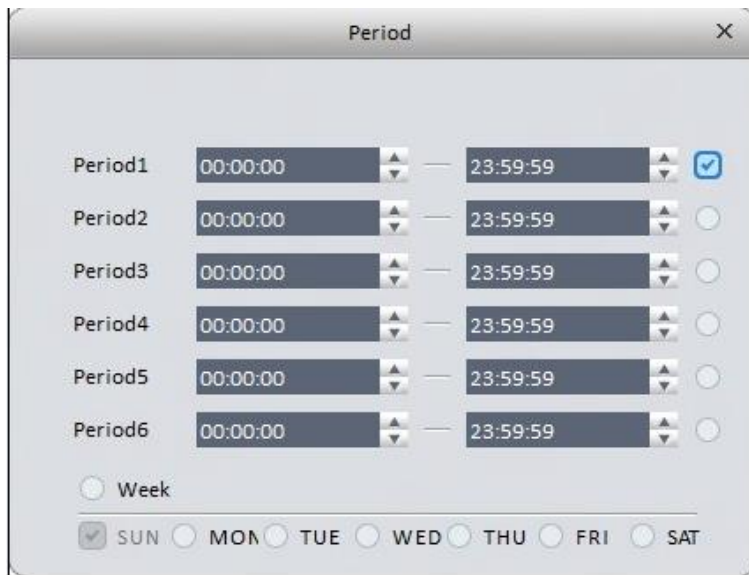 Period
Period1 00:00:00 — 23:59:59
Period2 00:00:00 — 23:59:59
Period3 00:00:00 — 23:59:59
Period4 00:00:00 — 23:59:59
Period5 00:00:00 — 23:59:59
Period6 00:00:00 — 23:59:59
Week
SUN MON TUE WED THU FRI SAT